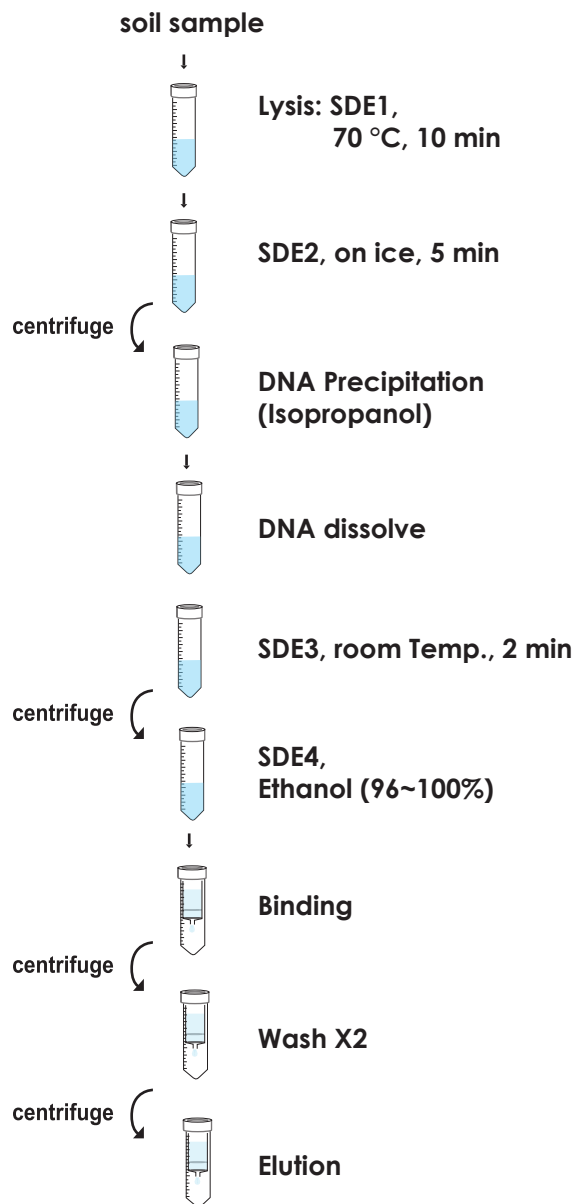 soil sample
Lysis: SDE1,
70 °C, 10 min
SDE2, on ice, 5 min
centrifuge
DNA Precipitation
(Isopropanol)
DNA dissolve
SDE3, room Temp., 2 min
centrifuge
SDE4,
Ethanol (96~100%)
Binding
centrifuge
Wash X2
centrifuge
Elution